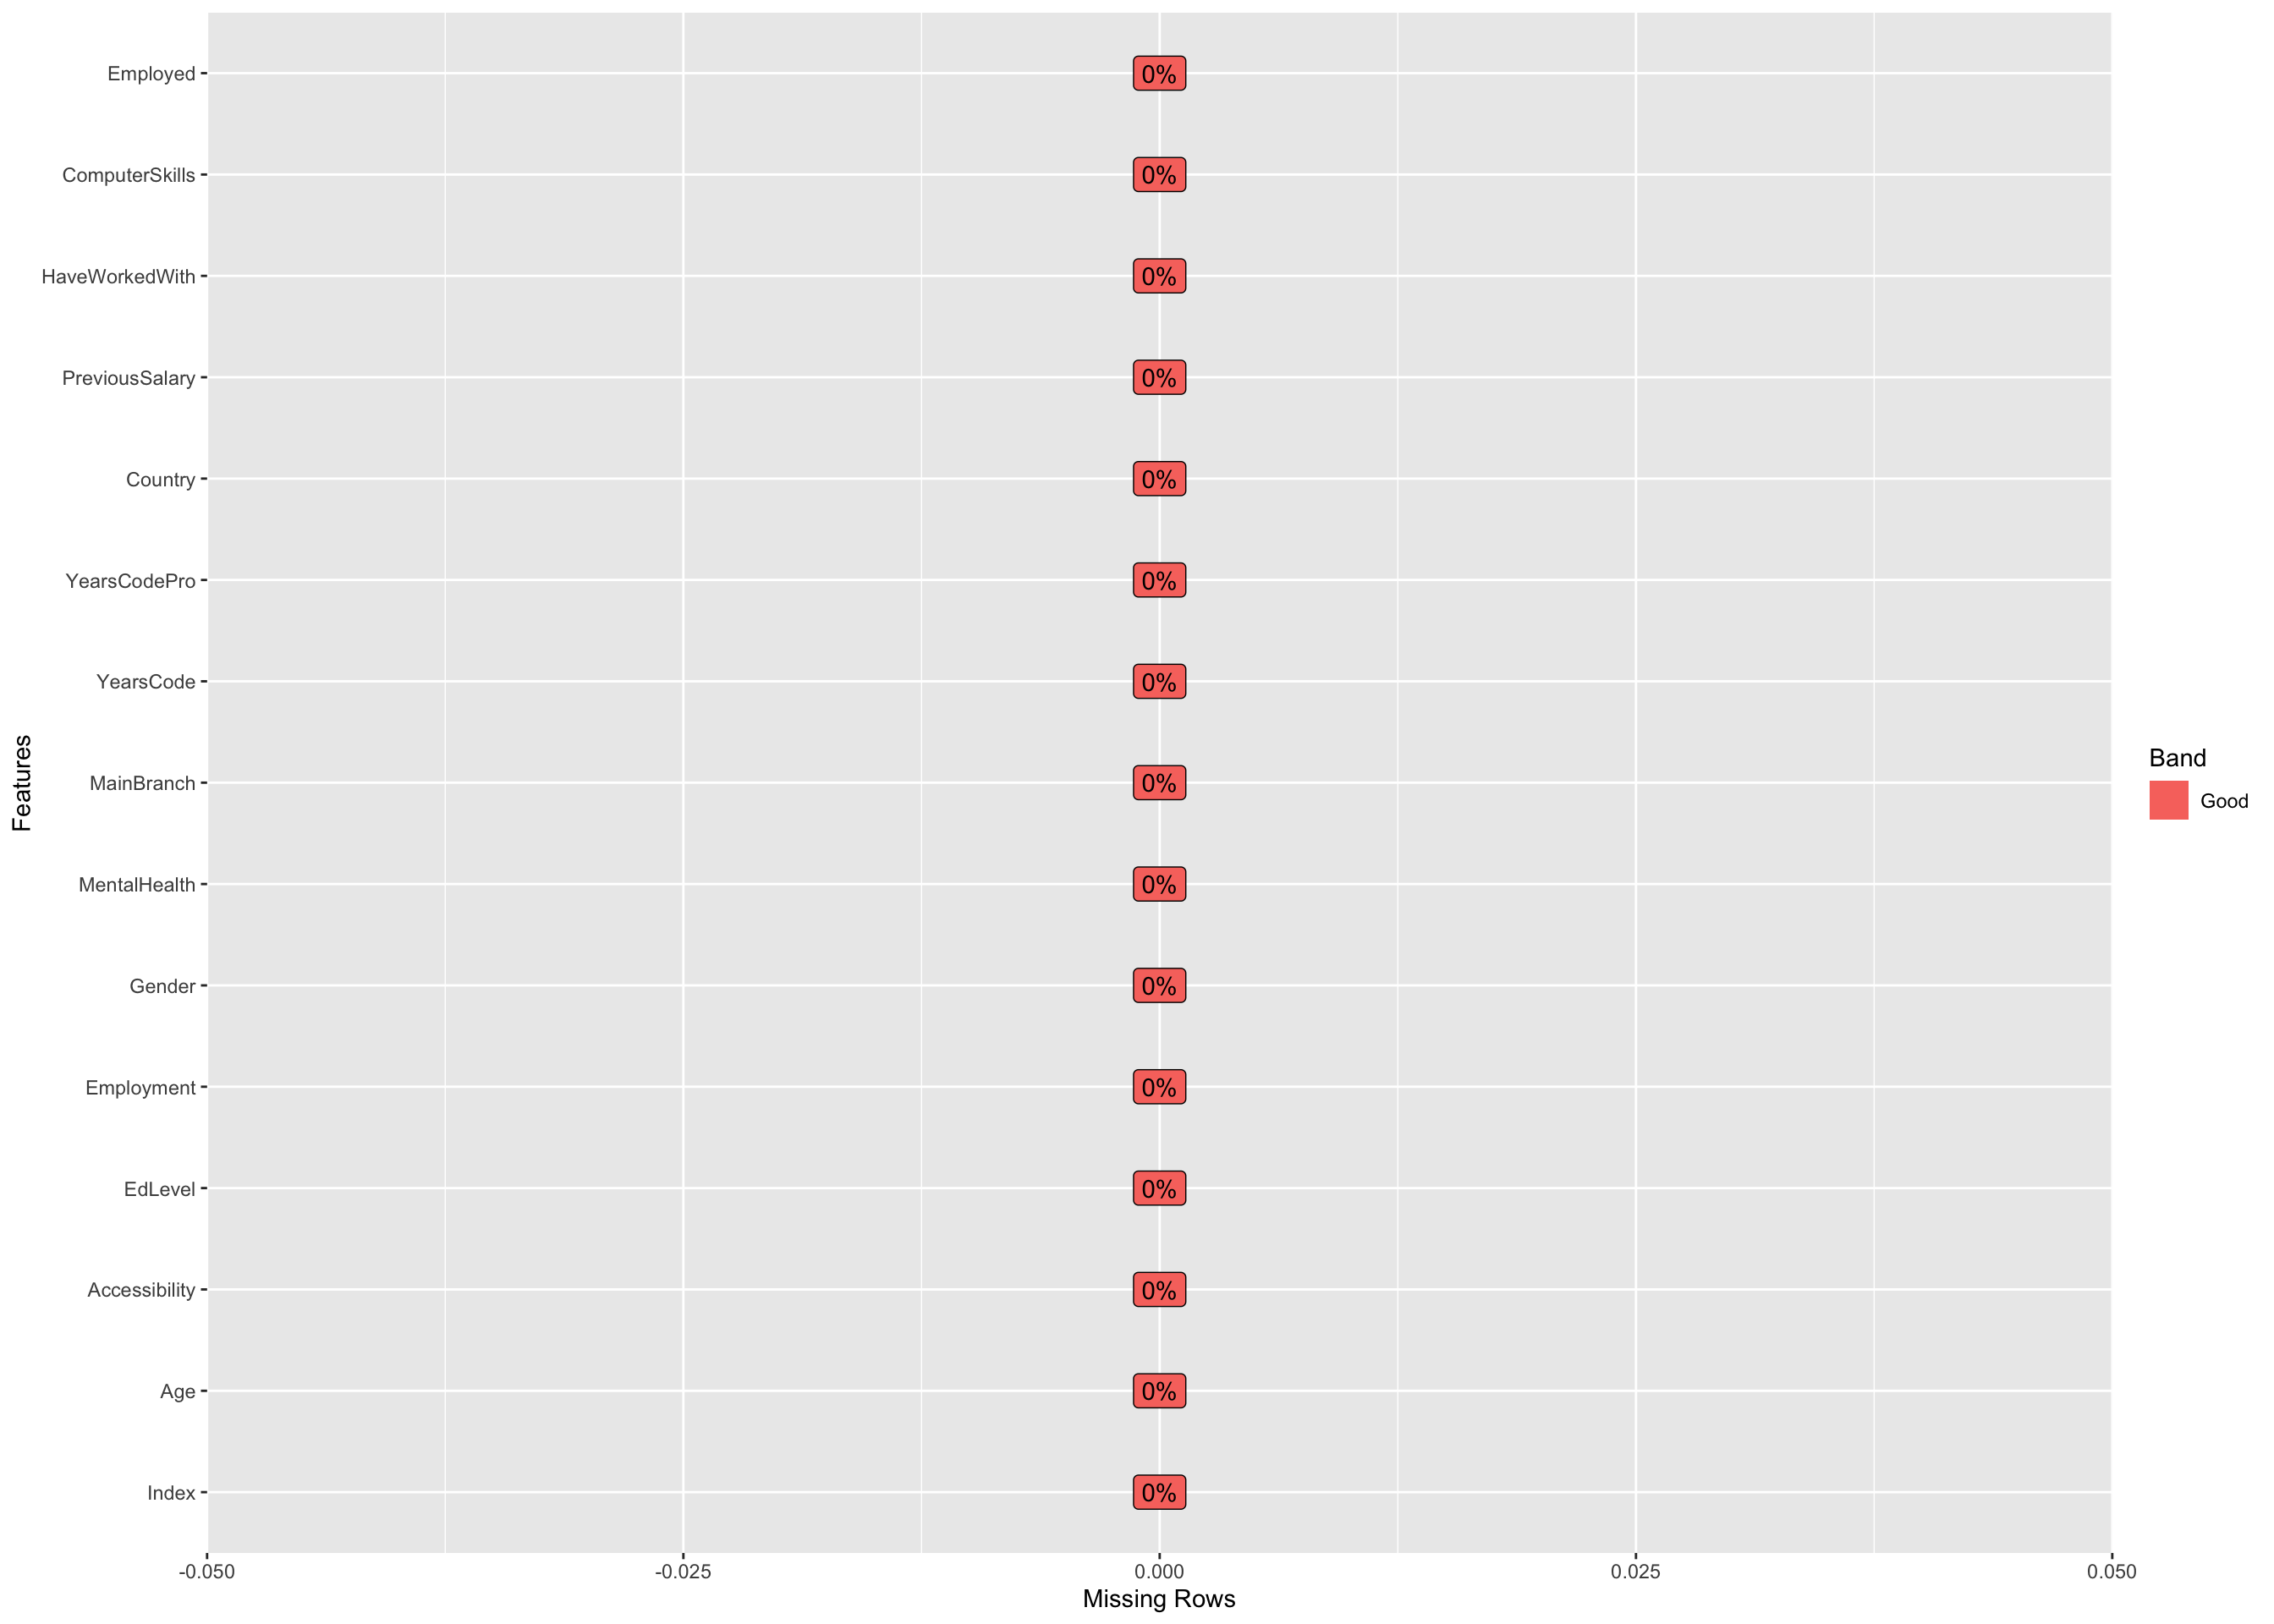 Employed 0%
ComputerSkills 0%
HaveWorkedWith 0%
PreviousSalary 0%
Country 0%
YearsCodePro 0%
YearsCode 0%
MainBranch 0%
MentalHealth 0%
Gender 0%
Employment 0%
EdLevel 0%
Accessibility 0%
Age 0%
Index 0%
-0.050 -0.025 0.000 0.025 0.050
Missing Rows
Features
Band
Good